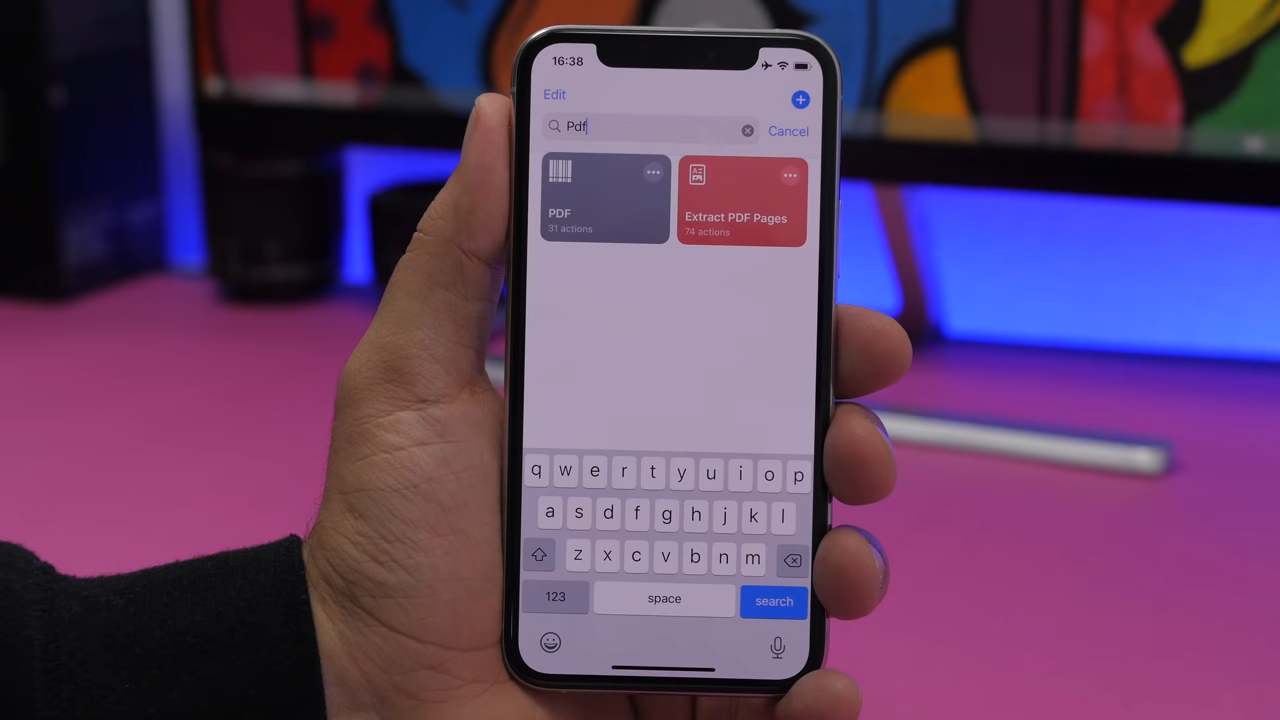 16:38
Edit
Pdf
Cancel
PDF
31 actions
Extract PDF Pages
74 actions
q w e r t y u i o p
a s d f g h j k l
z x c v b n m
123 space search